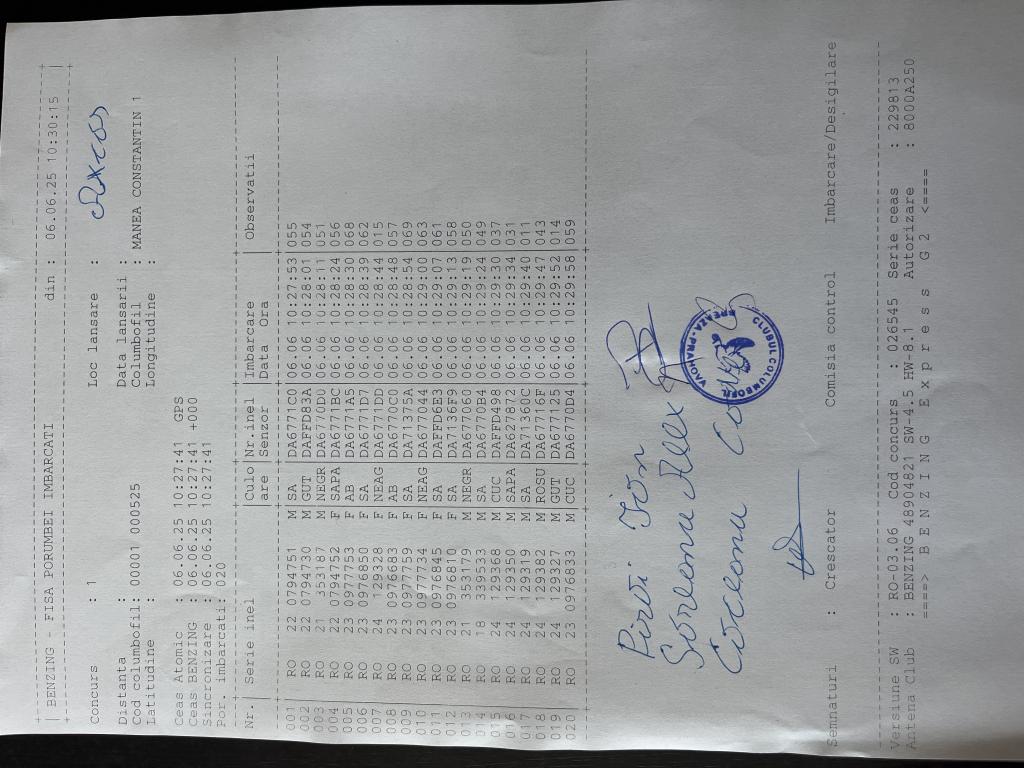 | BENZING - FISA PORUMBEI IMBARCATI din : 06.06.25 10:30:15 |
Concurs : 1 Loc lansare :
Distanta : Data lansarii :
Cod columbofil: 00001 000525 Columbofil : MANEA CONSTANTIN 1
Latitudine : Longitudine :
Ceas Atomic : 06.06.25 10:27:41 GPS
Ceas BENZING : 06.06.25 10:27:41 +000
Sincronizare : 06.06.25 10:27:41
Por. imbarcati: 020
Nr. | Serie inel |Culo|Nr inel |Imbarcare | Observatii
|are |Senzor |Data Ora |
001 RO 22 0794751 M SA DA6771C0 06.06 10:27:53 055
002 RO 22 0794730 M GUT DAFFD83A 06.06 10:28:01 054
003 RO 21 353187 M NEGR DA6770D0 06.06 10:28:11 051
004 RO 22 0794752 F SAPA DA6771BC 06.06 10:28:24 056
005 RO 23 0977753 F AB DA6771A5 06.06 10:28:30 068
006 RO 23 0976850 F SA DA6771D7 06.06 10:28:39 062
007 RO 24 129328 F NEAG DA6771DD 06.06 10:28:44 015
008 RO 23 0976683 F AB DA6770C0 06.06 10:28:48 057
009 RO 23 0977759 F SA DA71375A 06.06 10:28:54 069
010 RO 23 0977734 F NEAG DA677044 06.06 10:29:00 063
011 RO 23 0976845 F SA DAFFD6E3 06.06 10:29:07 061
012 RO 23 0976810 F SA DA7136F9 06.06 10:29:13 058
013 RO 21 353179 M NEGR DA677060 06.06 10:29:19 050
014 RO 18 339533 M SA DA6770B4 06.06 10:29:24 049
015 RO 24 129368 M CUC DAFFD498 06.06 10:29:30 037
016 RO 24 129350 M SAPA DA627872 06.06 10:29:34 031
017 RO 24 129319 M SA DA71360C 06.06 10:29:40 011
018 RO 24 129382 M ROSU DA67716F 06.06 10:29:47 043
019 RO 24 129327 M GUT DA677125 06.06 10:29:52 014
020 RO 23 0976833 M CUC DA6770D4 06.06 10:29:58 059
Ion
Alex
CLUBUL COLUMBOFIL
BREAZA-PRAHOVA
Semnaturi : Crescator Comisia control Imbarcare/Desigilare
Versiune SW : RO-03.06 Cod concurs : 026545 Serie ceas : 229813
Antena Club : BENZING 48904821 SW-4.5 HW-8.1 Autorizare : 8000A250
====> B E N Z I N G E x p r e s s G 2 <====